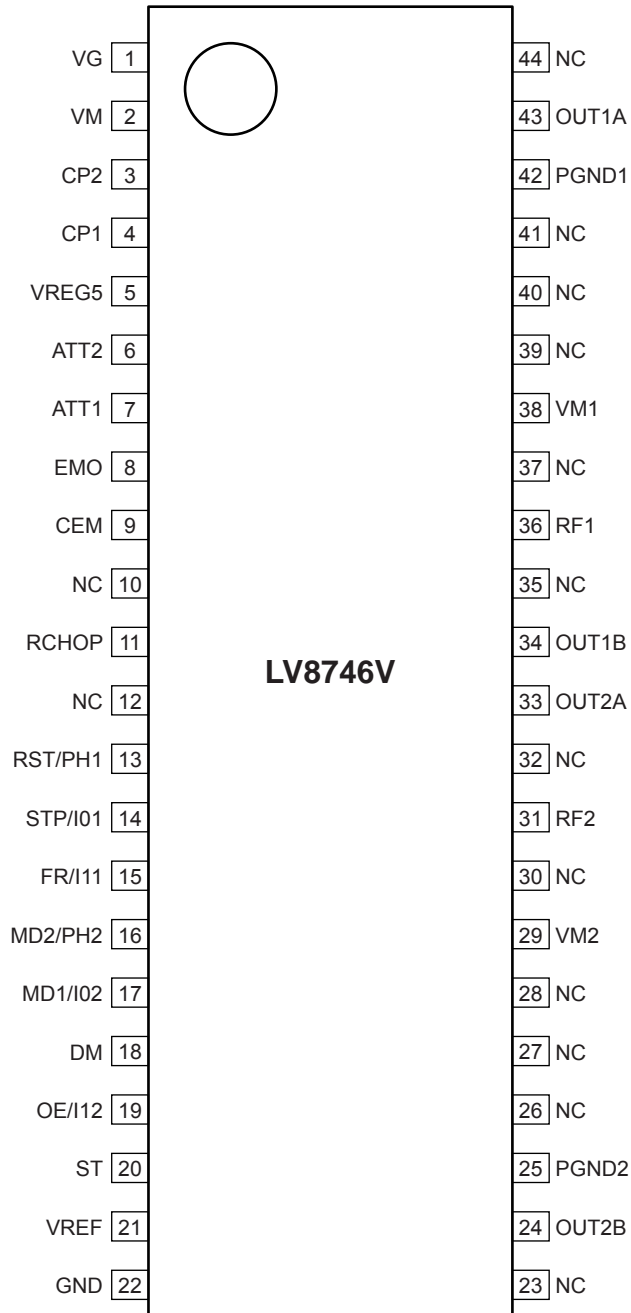 VG 1 44 NC
VM 2 43 OUT1A
CP2 3 42 PGND1
CP1 4 41 NC
VREG5 5 40 NC
ATT2 6 39 NC
ATT1 7 38 VM1
EMO 8 37 NC
CEM 9 36 RF1
NC 10 35 NC
RCHOP 11 34 OUT1B
LV8746V
NC 12 33 OUT2A
RST/PH1 13 32 NC
STP/I01 14 31 RF2
FR/I11 15 30 NC
MD2/PH2 16 29 VM2
MD1/I02 17 28 NC
DM 18 27 NC
OE/I12 19 26 NC
ST 20 25 PGND2
VREF 21 24 OUT2B
GND 22 23 NC